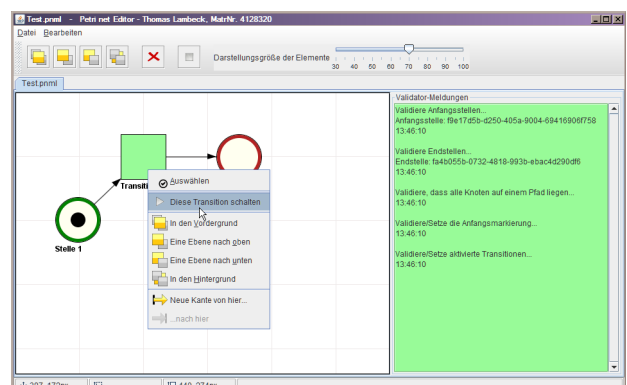 Test.pnml - Petri net Editor - Thomas Lambeck, MatrNr. 4128320
Datei Bearbeiten
Darstellungsgröße der Elemente
30 40 50 60 70 80 90 100
Test.pnml
Validator-Meldungen
Validiere Anfangsstellen...
Anfangsstelle: f9e17d5b-d250-405a-9004-69416906f758
13:46:10
Validiere Endstellen...
Endstelle: fa4b055b-0732-4818-993b-ebac4d290df6
13:46:10
Validiere, dass alle Knoten auf einem Pfad liegen...
13:46:10
Validiere/Setze die Anfangsmarkierung...
13:46:10
Validiere/Setze aktivierte Transitionen...
13:46:10
Stelle 1
Auswählen
Diese Transition schalten
In den Vordergrund
Eine Ebene nach oben
Eine Ebene nach unten
In den Hintergrund
Neue Kante von hier...
...nach hier